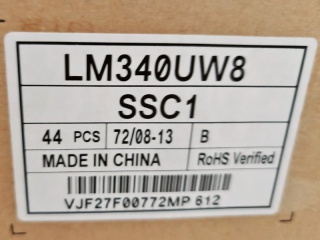 LM340UW8
SSC1
44 PCS 72/08-13 B
MADE IN CHINA RoHS Verified
VJF27F00772MP 612